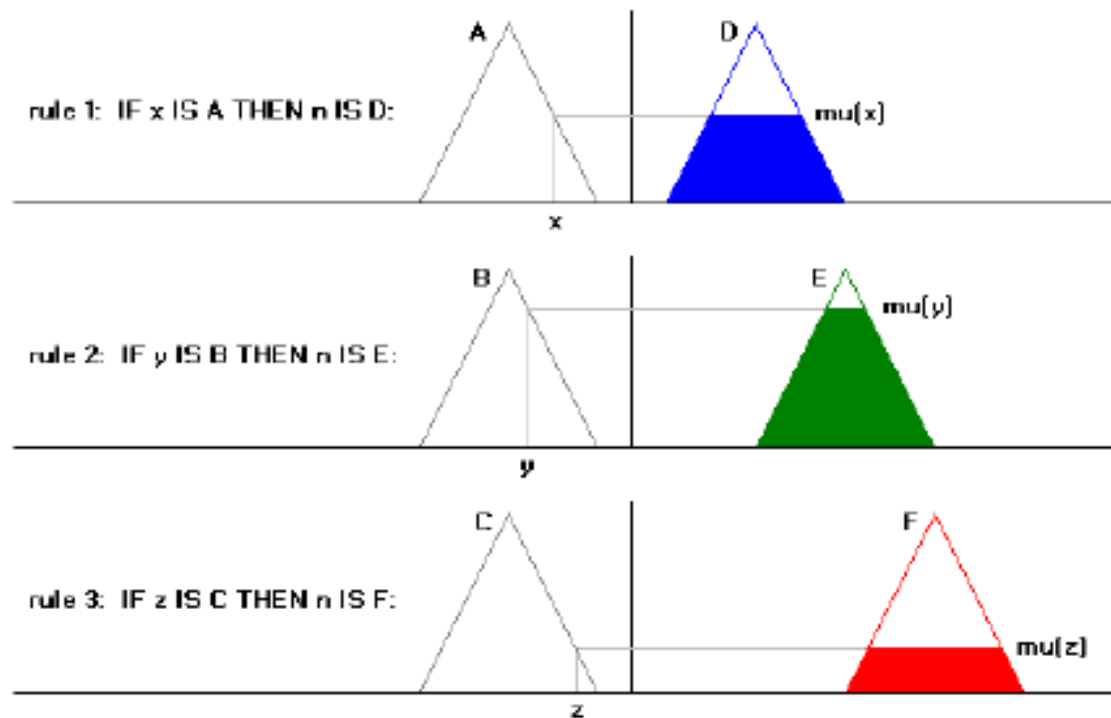 A
D
rule 1: IF x IS A THEN n IS D:
mu(x)
x
B
E
mu(y)
rule 2: IF y IS B THEN n IS E:
y
C
F
rule 3: IF z IS C THEN n IS F:
mu(z)
z